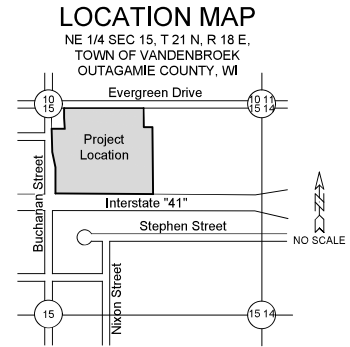 LOCATION MAP
NE 1/4 SEC 15, T 21 N, R 18 E,
TOWN OF VANDENBROEK
OUTAGAMIE COUNTY, WI
Evergreen Drive
10
15
10 11
15 14
Project
Location
Buchanan Street
Interstate "41"
Stephen Street
N
NO SCALE
Nixon Street
15
15 14